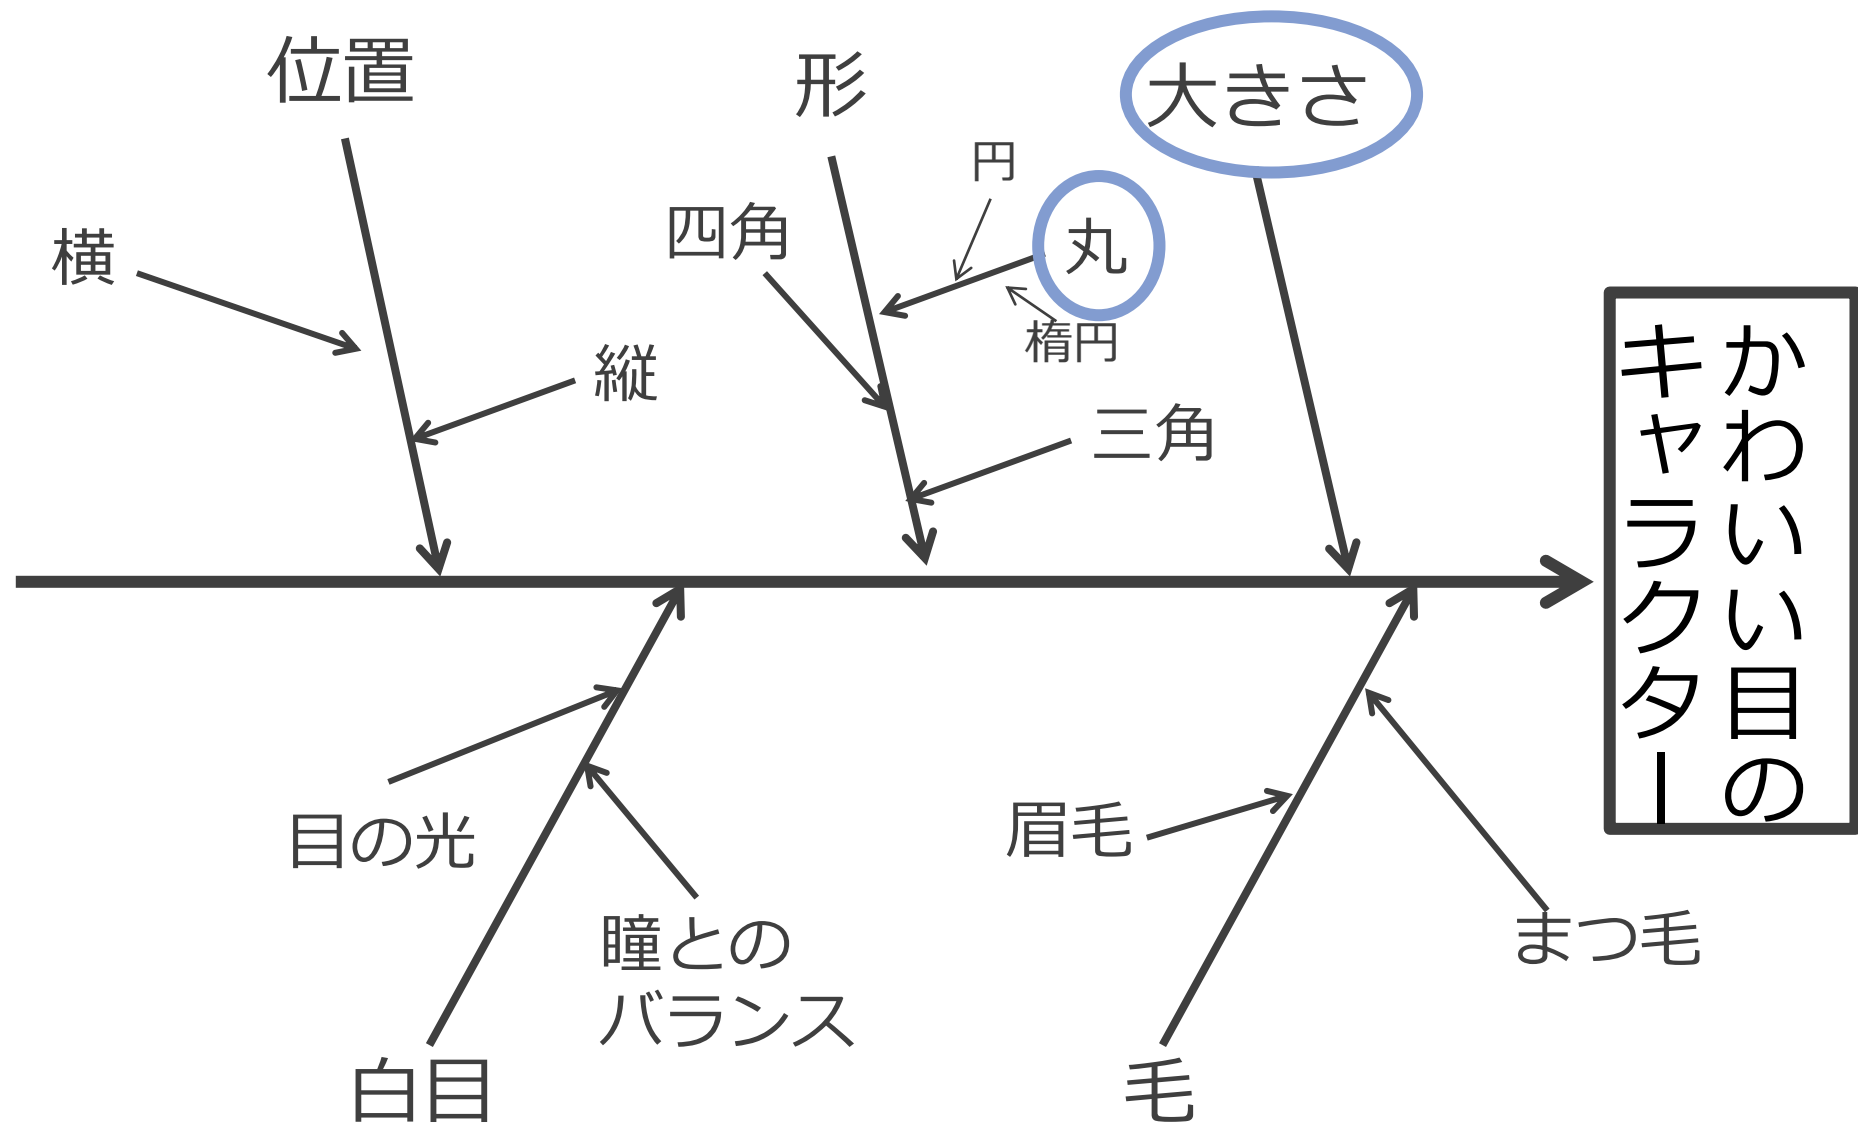 位置
形
大きさ
円
四角
丸
横
楕円
縦
三角
かわいい目の
キャラクター
目の光
眉毛
瞳との
バランス
まつ毛
白目
毛